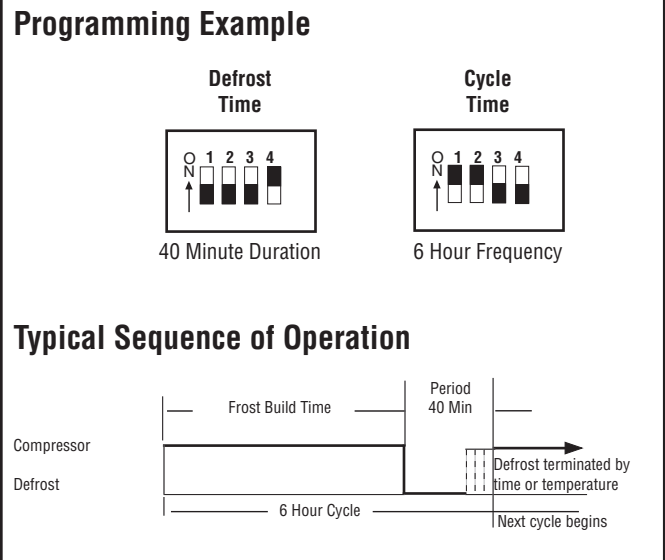 Programming Example
Defrost
Time
Cycle
Time
ON 1 2 3 4
ON 1 2 3 4
40 Minute Duration
6 Hour Frequency
Typical Sequence of Operation
Frost Build Time
Period
40 Min
Compressor
Defrost
Defrost terminated by
time or temperature
6 Hour Cycle
Next cycle begins